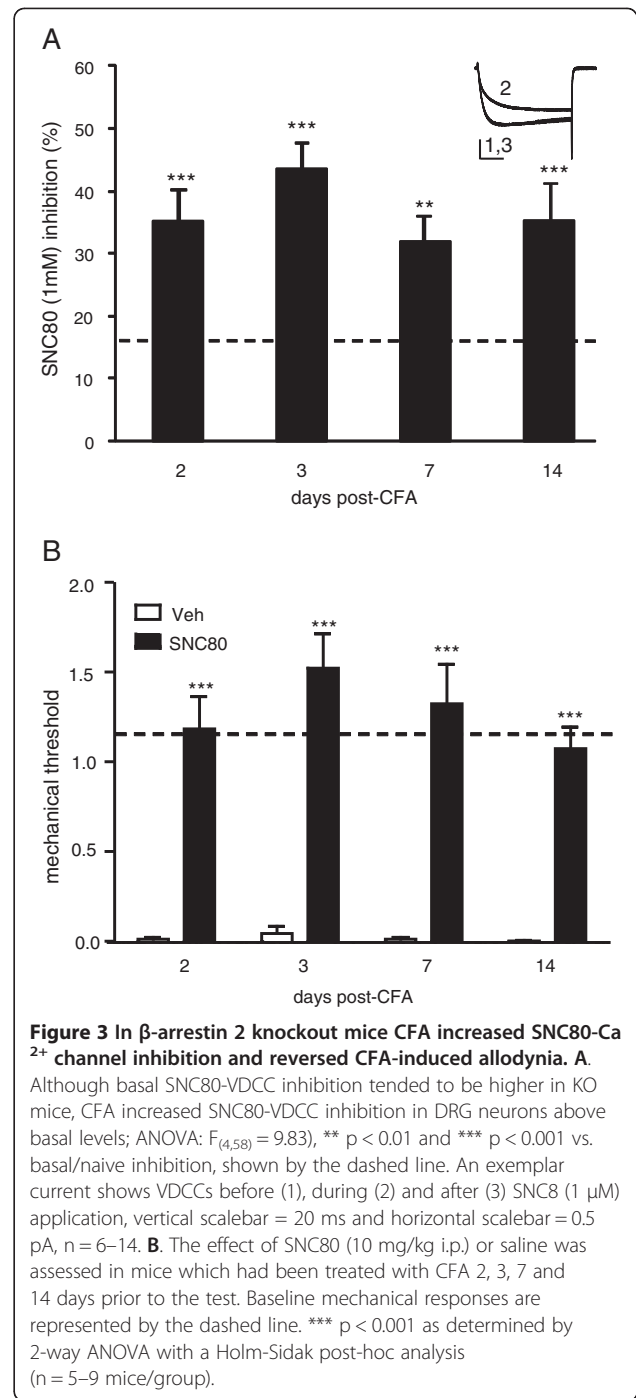 A
60
50
40
30
20
10
0
SNC80 (1mM) inhibition (%)
***
***
**
***
2
1,3
2
3
7
14
days post-CFA
B
2.0
1.5
1.0
0.5
0.0
mechanical threshold
Veh
SNC80
***
***
***
***
2
3
7
14
days post-CFA
Figure 3 In β-arrestin 2 knockout mice CFA increased SNC80-Ca
2+ channel inhibition and reversed CFA-induced allodynia. A.
Although basal SNC80-VDCC inhibition tended to be higher in KO
mice, CFA increased SNC80-VDCC inhibition in DRG neurons above
basal levels; ANOVA: F(4,58) = 9.83), ** p < 0.01 and *** p < 0.001 vs.
basal/naive inhibition, shown by the dashed line. An exemplar
current shows VDCCs before (1), during (2) and after (3) SNC8 (1 μM)
application, vertical scalebar = 20 ms and horizontal scalebar = 0.5
pA, n = 6–14. B. The effect of SNC80 (10 mg/kg i.p.) or saline was
assessed in mice which had been treated with CFA 2, 3, 7 and
14 days prior to the test. Baseline mechanical responses are
represented by the dashed line. *** p < 0.001 as determined by
2-way ANOVA with a Holm-Sidak post-hoc analysis
(n = 5–9 mice/group).